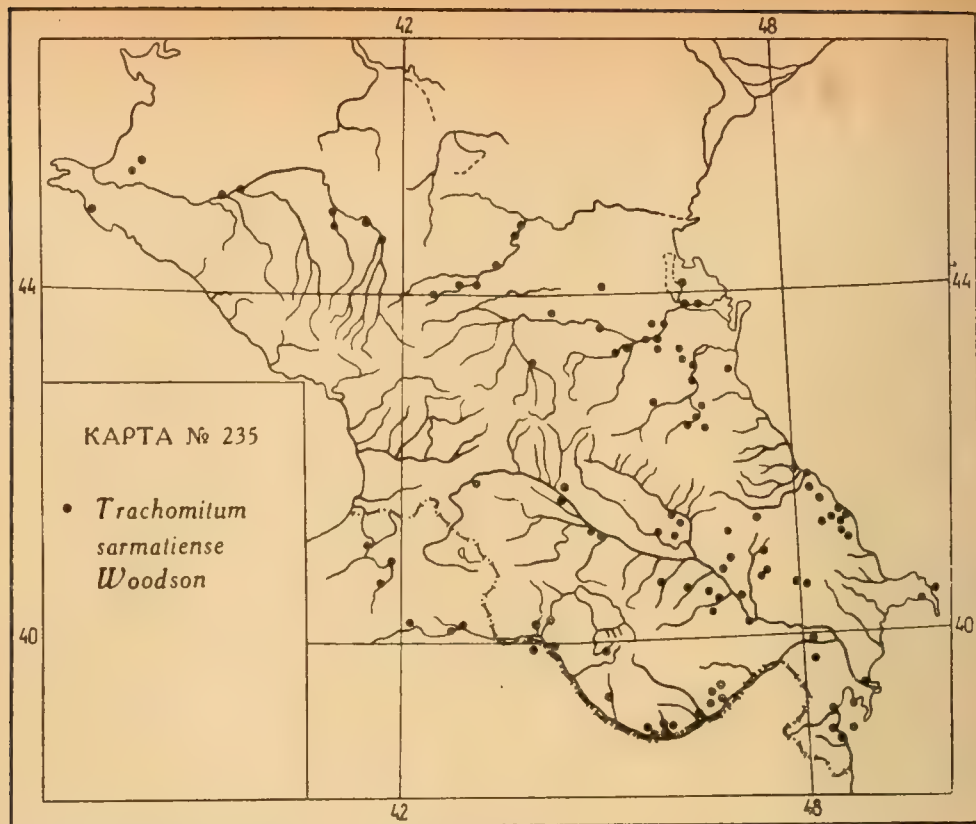 42 48
44 44
КАРТА № 235
Trachomitum
sarmatiense
Woodson
40 40
42 48